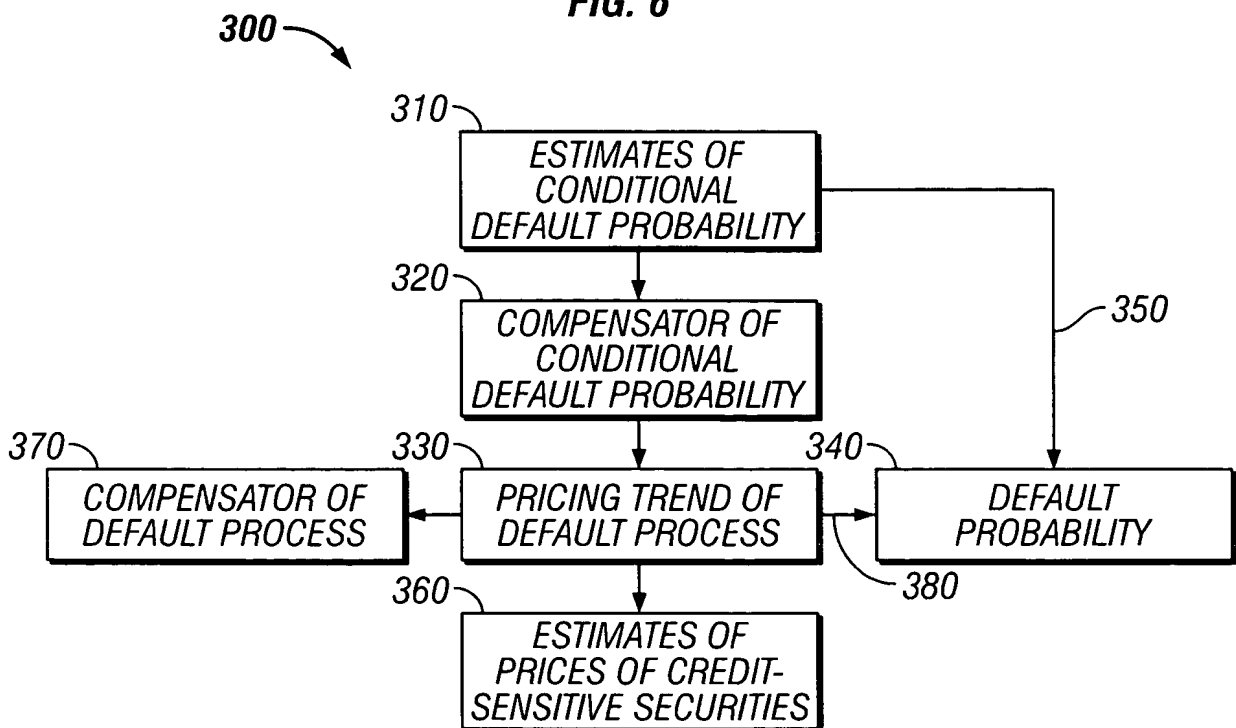 FIG. 6
300
310
ESTIMATES OF
CONDITIONAL
DEFAULT PROBABILITY
320
COMPENSATOR OF
CONDITIONAL
DEFAULT PROBABILITY
350
370
COMPENSATOR OF
DEFAULT PROCESS
330
PRICING TREND OF
DEFAULT PROCESS
340
DEFAULT
PROBABILITY
380
360
ESTIMATES OF
PRICES OF CREDIT-
SENSITIVE SECURITIES